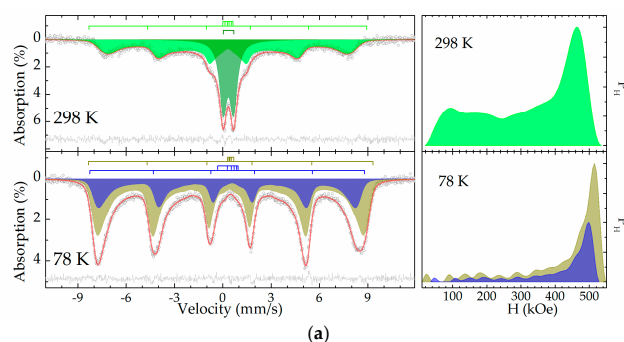 0
2
4
6
Absorption (%)
298 K
298 K
P_H
0
2
4
Absorption (%)
78 K
78 K
P_H
-9 -6 -3 0 3 6 9
100 200 300 400 500
Velocity (mm/s)
H (kOe)
(a)